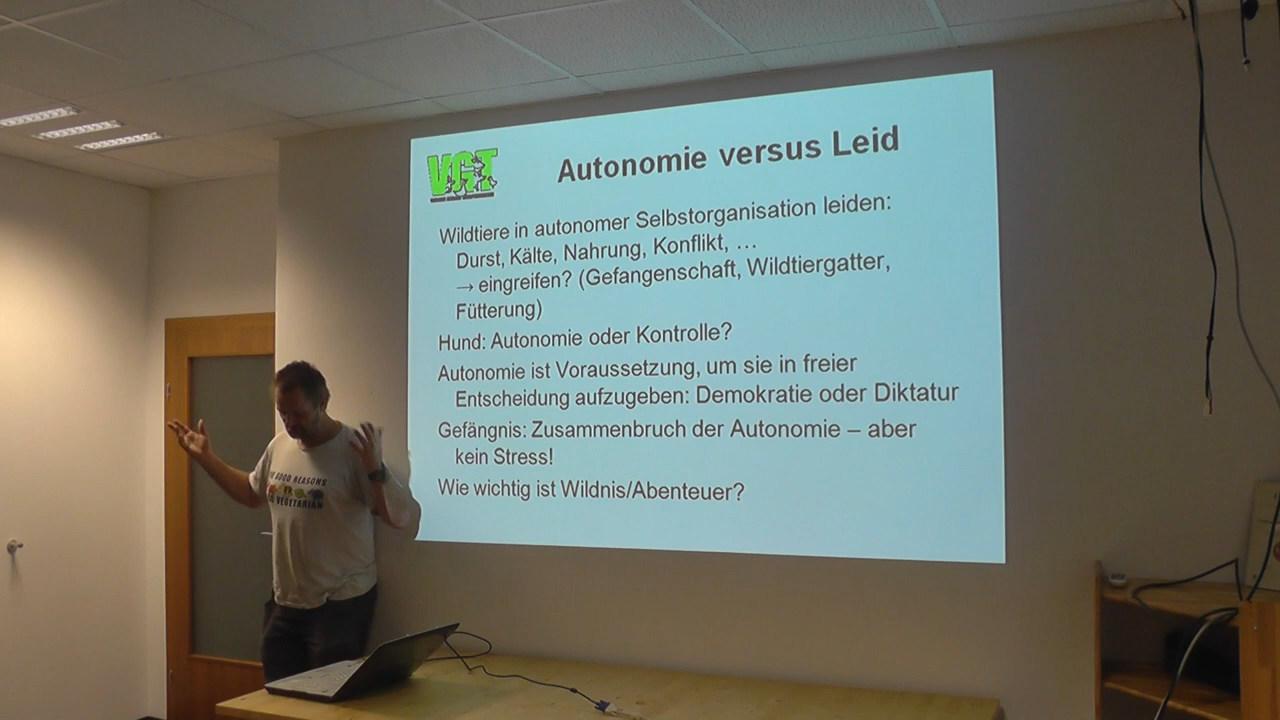 VGT
Autonomie versus Leid
Wildtiere in autonomer Selbstorganisation leiden:
Durst, Kälte, Nahrung, Konflikt, …
→ eingreifen? (Gefangenschaft, Wildtiergatter,
Fütterung)
Hund: Autonomie oder Kontrolle?
Autonomie ist Voraussetzung, um sie in freier
Entscheidung aufzugeben: Demokratie oder Diktatur
Gefängnis: Zusammenbruch der Autonomie – aber
kein Stress!
Wie wichtig ist Wildnis/Abenteuer?
GOOD REASONS
VEGETARIAN